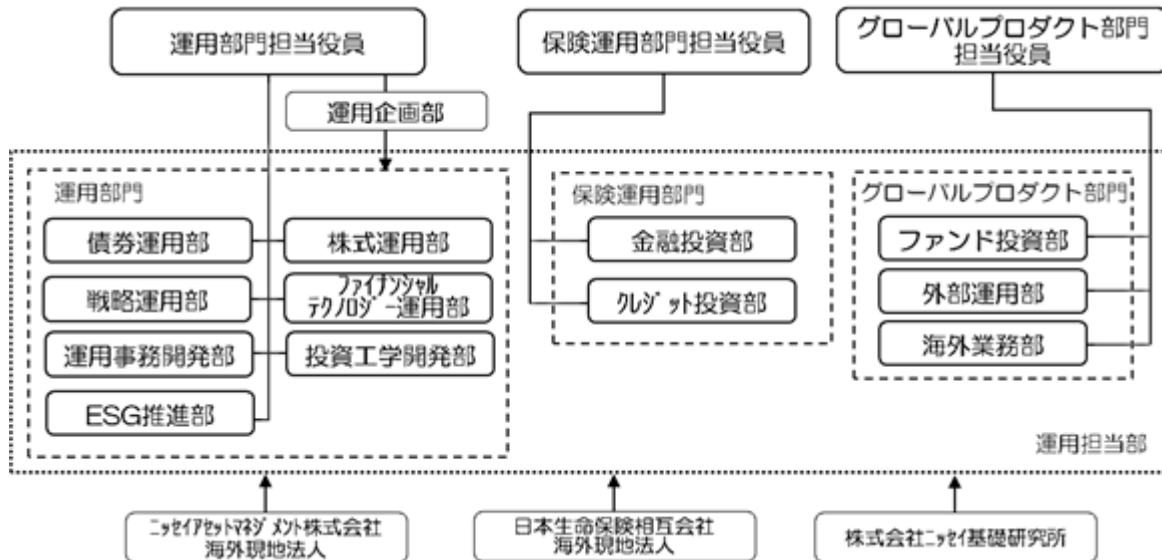 運用部門担当役員
保険運用部門担当役員
グローバルプロダクト部門
担当役員
運用企画部
運用部門
債券運用部
株式運用部
戦略運用部
ファイナンシャル
テクノロジー運用部
運用事務開発部
投資工学開発部
ESG推進部
保険運用部門
金融投資部
クレジット投資部
グローバルプロダクト部門
ファンド投資部
外部運用部
海外業務部
運用担当部
ニッセイアセットマネジメント株式会社
海外現地法人
日本生命保険相互会社
海外現地法人
株式会社ニッセイ基礎研究所